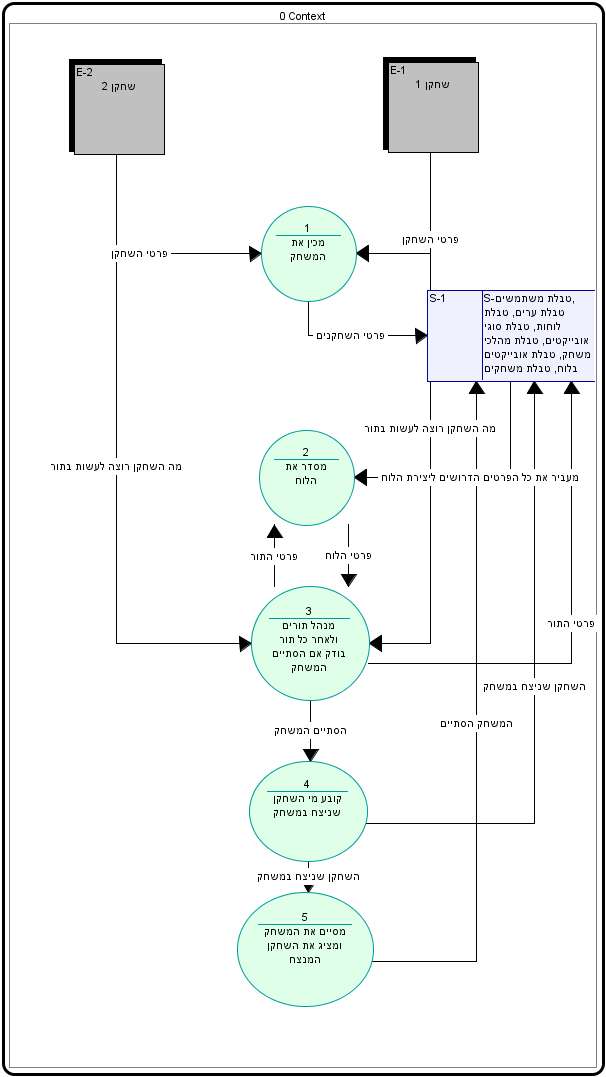 0 Context
E-2
שחקן 2
E-1
שחקן 1
פרטי השחקן
1
מכין את
המשחק
פרטי השחקן
S-1
S-טבלת משתמשים,
טבלת ערים, טבלת
לוחות, טבלת סוגי
אובייקטים, טבלת מהלכי
משחק, טבלת אובייקטים
בלוח, טבלת משחקים
פרטי השחקנים
מה השחקן רוצה לעשות בתור
מה השחקן רוצה לעשות בתור
2
מסדר את
הלוח
מעביר את כל הפרטים הדרושים ליצירת הלוח
פרטי התור
פרטי הלוח
3
מנהל תורים
ולאחר כל תור
בודק אם הסתיים
המשחק
פרטי התור
השחקן שניצח במשחק
המשחק הסתיים
הסתיים המשחק
4
קובע מי השחקן
שניצח במשחק
השחקן שניצח במשחק
5
מסיים את המשחק
ומציג את השחקן
המנצח